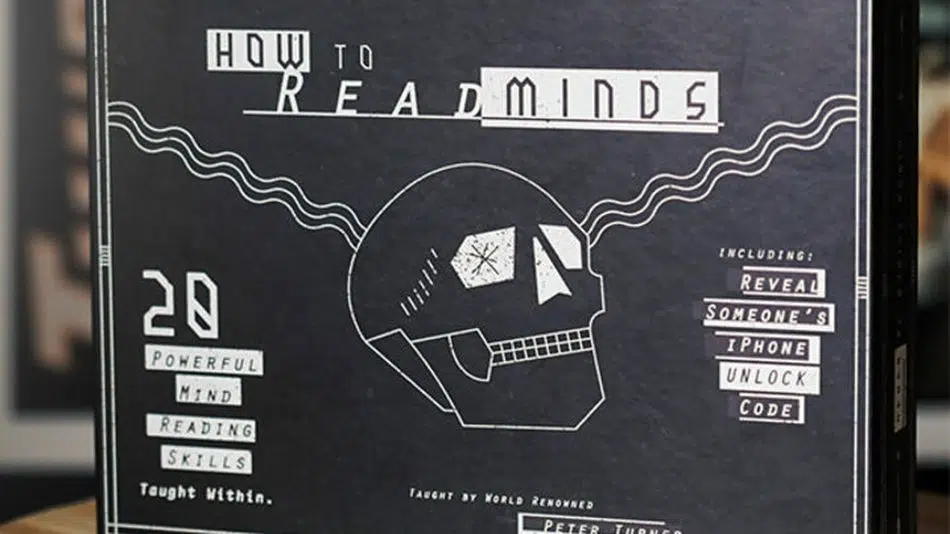 HOW TO
READ MINDS
20
POWERFUL
MIND
READING
SKILLS
Taught Within.
INCLUDING:
REVEAL
SOMEONE'S
iPHONE
UNLOCK
CODE
TAUGHT BY WORLD RENOWNED
PETER TURNER